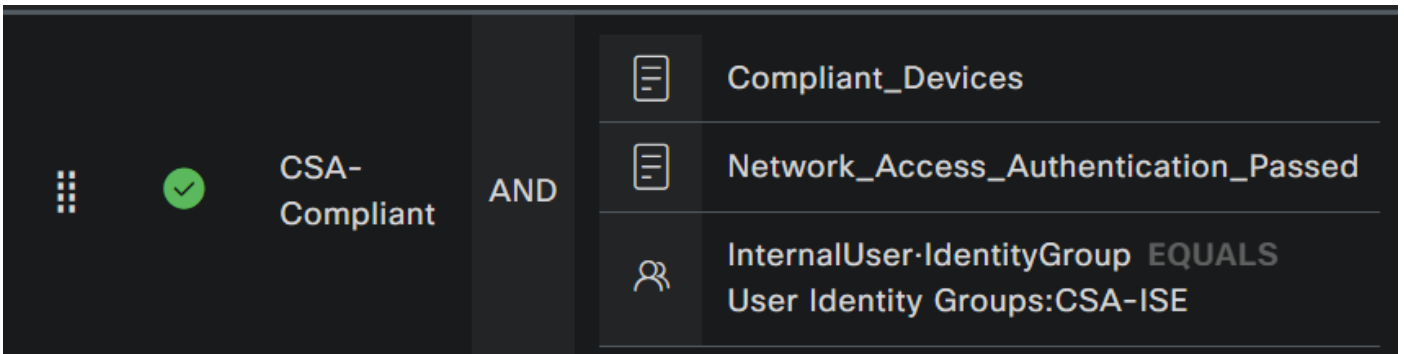 CSA-
Compliant
AND
Compliant_Devices
Network_Access_Authentication_Passed
InternalUser·IdentityGroup EQUALS
User Identity Groups:CSA-ISE